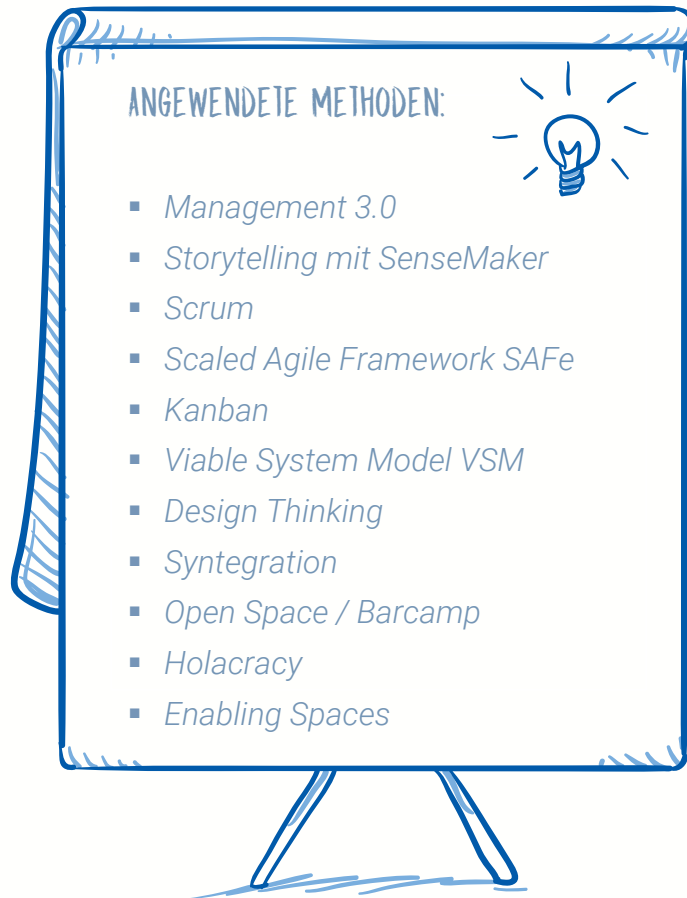 ANGEWENDETE METHODEN:
▪ Management 3.0
▪ Storytelling mit SenseMaker
▪ Scrum
▪ Scaled Agile Framework SAFe
▪ Kanban
▪ Viable System Model VSM
▪ Design Thinking
▪ Syntegration
▪ Open Space / Barcamp
▪ Holacracy
▪ Enabling Spaces